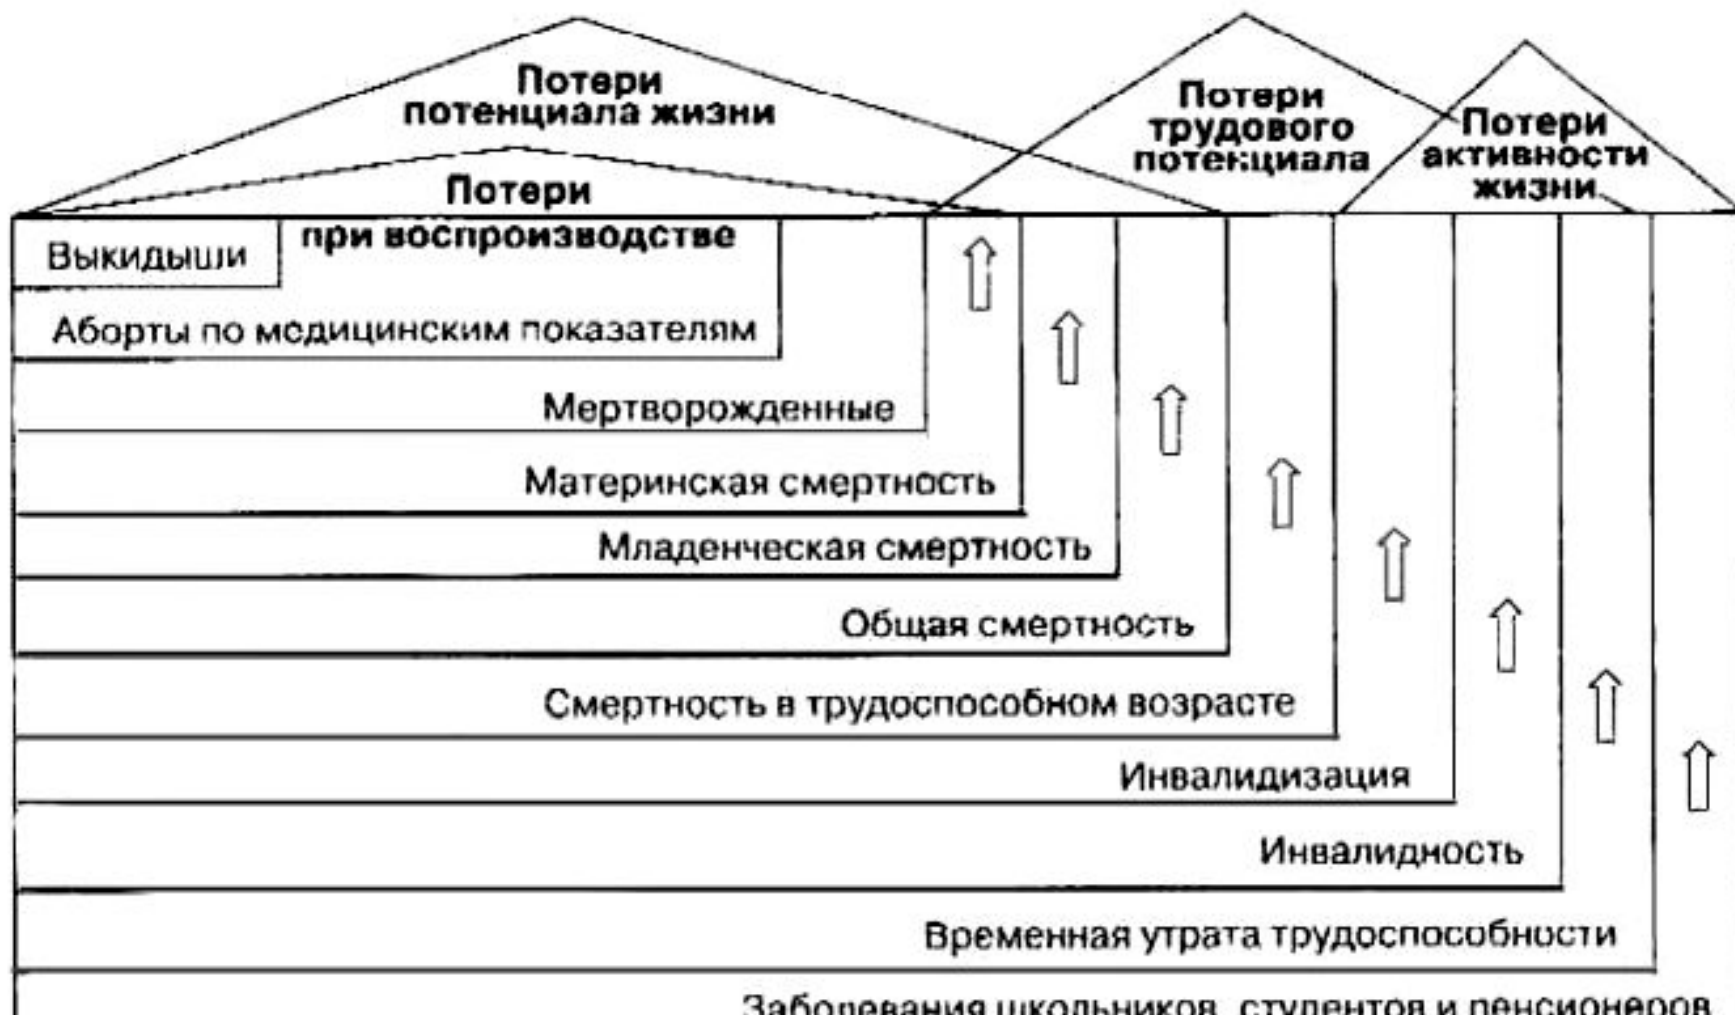 Потери
потенциала жизни
Потери
трудового
потенциала
Потери
активности
жизни
Потери
при воспроизводстве
Выкидыши
Аборты по медицинским показателям
Мертворожденные
Материнская смертность
Младенческая смертность
Общая смертность
Смертность в трудоспособном возрасте
Инвалидизация
Инвалидность
Временная утрата трудоспособности
Заболевания школьников, студентов и пенсионеров